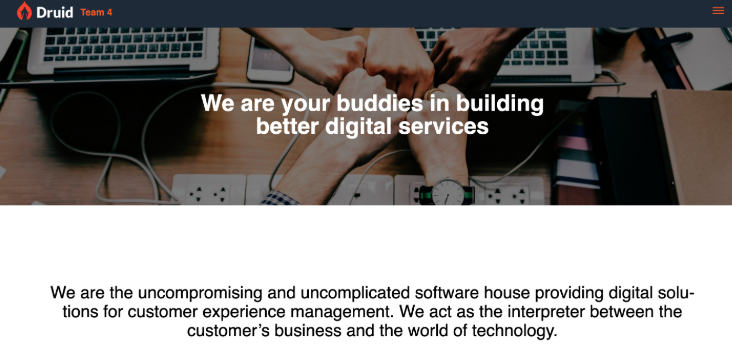 Druid Team 4
We are your buddies in building
better digital services
We are the uncompromising and uncomplicated software house providing digital solu-
tions for customer experience management. We act as the interpreter between the
customer’s business and the world of technology.